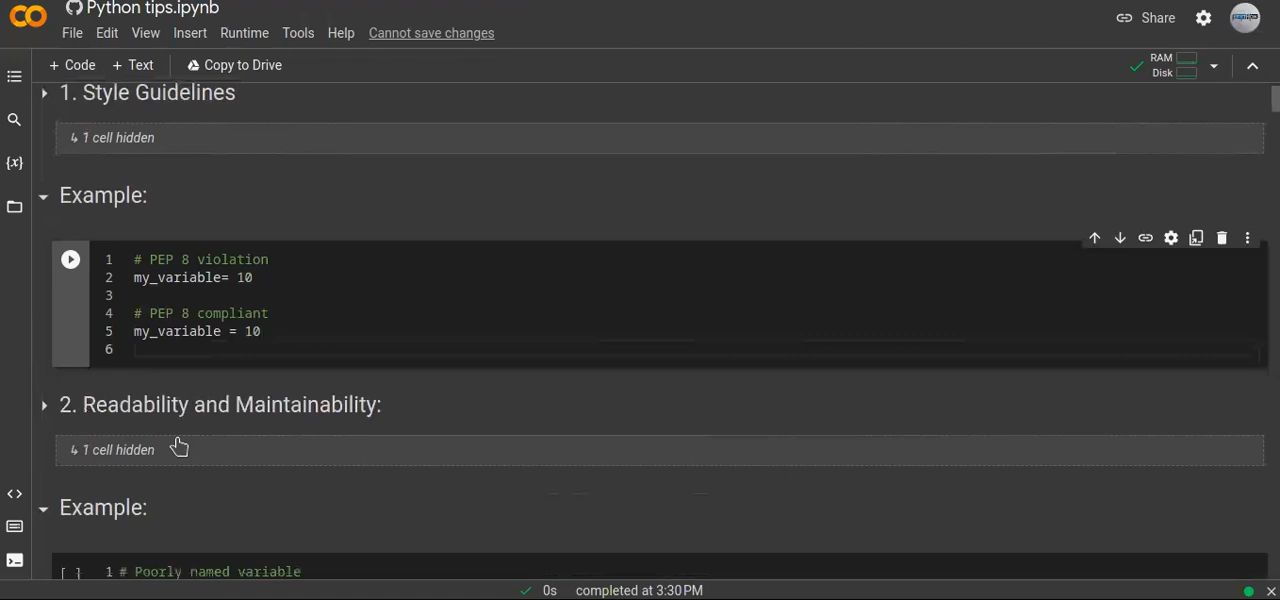 Python tips.ipynb
File Edit View Insert Runtime Tools Help Cannot save changes
Share
+ Code + Text Copy to Drive
RAM
Disk
1. Style Guidelines
↳ 1 cell hidden
Example:
1 # PEP 8 violation
2 my_variable= 10
3
4 # PEP 8 compliant
5 my_variable = 10
6
2. Readability and Maintainability:
↳ 1 cell hidden
Example:
[ ] 1 # Poorly named variable
0s completed at 3:30 PM